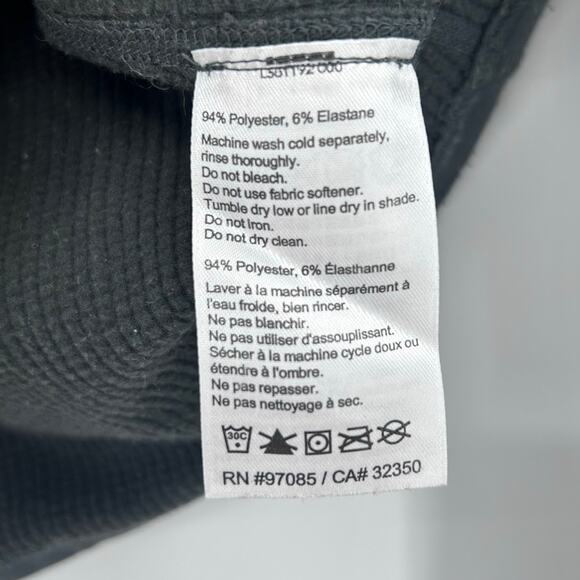 94% Polyester, 6% Elastane
Machine wash cold separately,
rinse thoroughly.
Do not bleach.
Do not use fabric softener.
Tumble dry low or line dry in shade.
Do not iron.
Do not dry clean.
94% Polyester, 6% Élasthanne
Laver à la machine séparément à
l'eau froide, bien rincer.
Ne pas blanchir.
Ne pas utiliser d'assouplissant.
Sécher à la machine cycle doux ou
étendre à l'ombre.
Ne pas repasser.
Ne pas nettoyage à sec.
30C
RN #97085 / CA# 32350